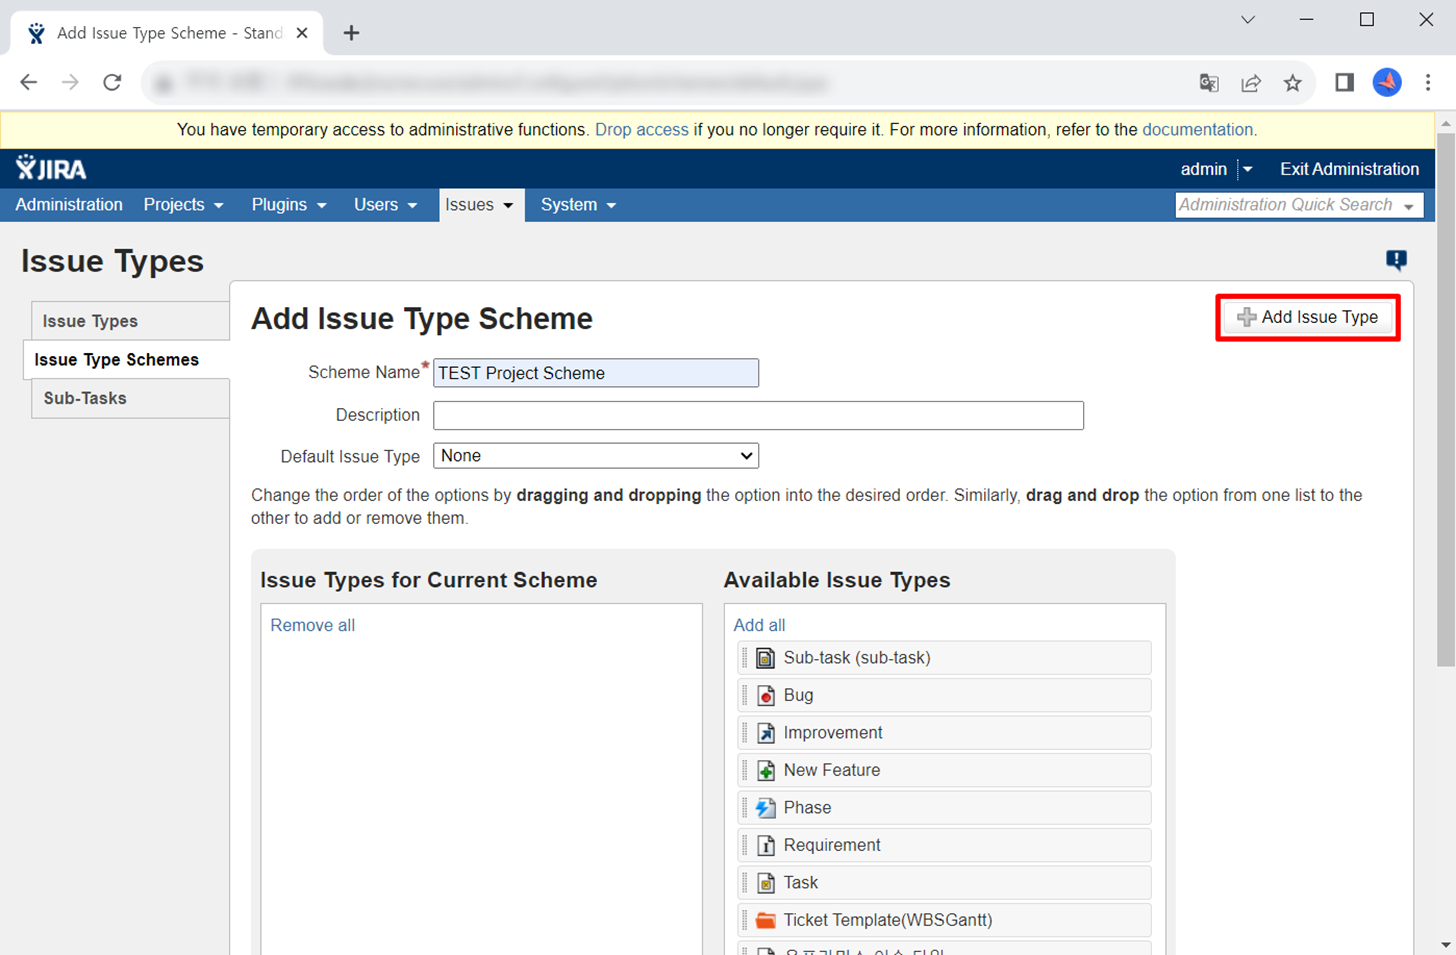 Add Issue Type Scheme - Stand
You have temporary access to administrative functions. Drop access if you no longer require it. For more information, refer to the documentation.
JIRA
admin
Exit Administration
Administration
Projects
Plugins
Users
Issues
System
Administration Quick Search
Issue Types
Issue Types
Issue Type Schemes
Sub-Tasks
Add Issue Type Scheme
Add Issue Type
Scheme Name*
TEST Project Scheme
Description
Default Issue Type
None
Change the order of the options by dragging and dropping the option into the desired order. Similarly, drag and drop the option from one list to the
other to add or remove them.
Issue Types for Current Scheme
Remove all
Available Issue Types
Add all
Sub-task (sub-task)
Bug
Improvement
New Feature
Phase
Requirement
Task
Ticket Template(WBSGantt)